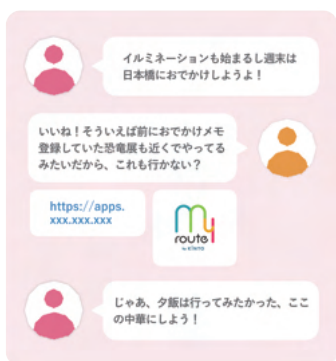 イルミネーションも始まるし週末は
日本橋におでかけしようよ！
いいね！そういえば前におでかけメモ
登録していた恐竜展も近くでやってる
みたいだから、これも行かない？
https://apps.
xxx.xxx.xxx
my
route
by KINTO
じゃあ、夕飯は行ってみたかった、ここ
の中華にしよう！